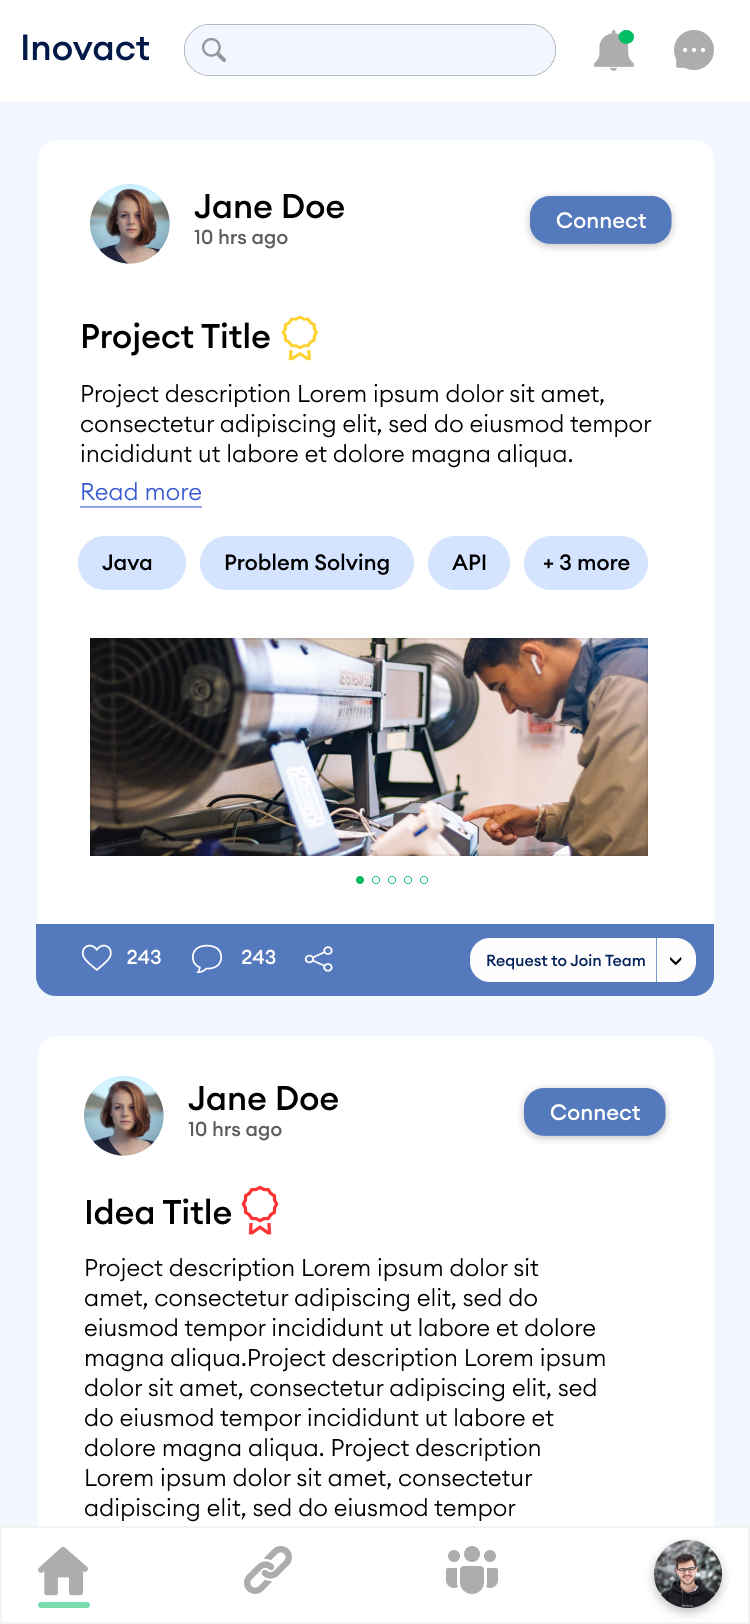 Inovact
Jane Doe
10 hrs ago
Connect
Project Title
Project description Lorem ipsum dolor sit amet,
consectetur adipiscing elit, sed do eiusmod tempor
incididunt ut labore et dolore magna aliqua.
Read more
Java
Problem Solving
API
+ 3 more
243
243
Request to Join Team
Jane Doe
10 hrs ago
Connect
Idea Title
Project description Lorem ipsum dolor sit
amet, consectetur adipiscing elit, sed do
eiusmod tempor incididunt ut labore et dolore
magna aliqua.Project description Lorem ipsum
dolor sit amet, consectetur adipiscing elit, sed
do eiusmod tempor incididunt ut labore et
dolore magna aliqua. Project description
Lorem ipsum dolor sit amet, consectetur
adipiscing elit, sed do eiusmod tempor